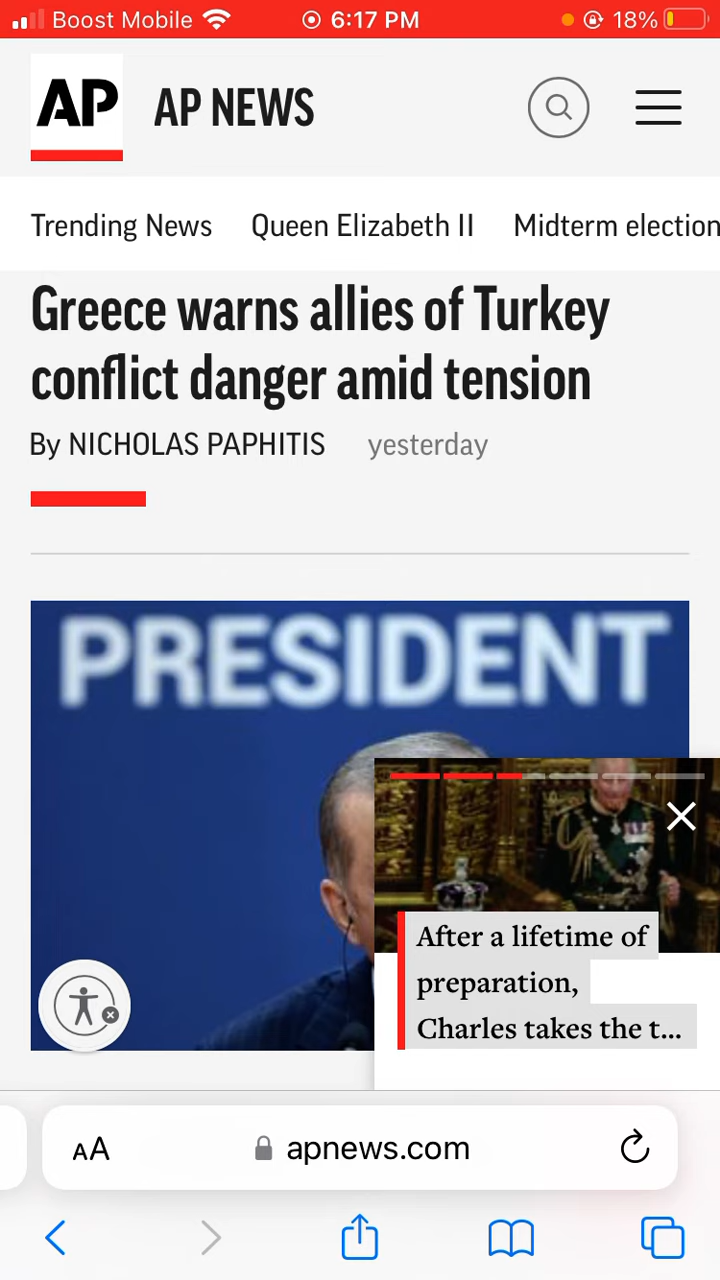 Boost Mobile 6:17 PM 18%
AP AP NEWS
Trending News Queen Elizabeth II Midterm election
Greece warns allies of Turkey
conflict danger amid tension
By NICHOLAS PAPHITIS yesterday
PRESIDENT
After a lifetime of
preparation,
Charles takes the t...
AA apnews.com